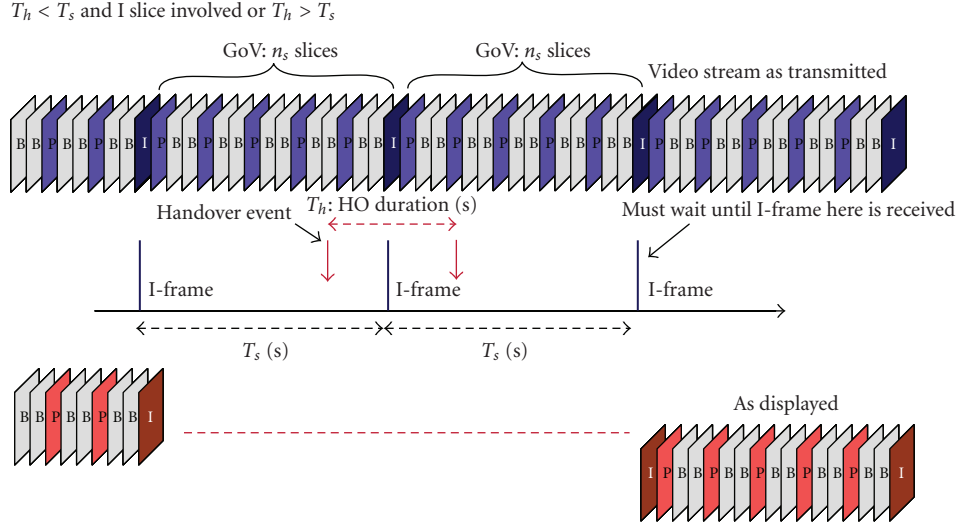 T_h < T_s and I slice involved or T_h > T_s
GoV: n_s slices
GoV: n_s slices
Video stream as transmitted
B B P B B P B B I P B B P B B P B B P B B P B B I P B B P B B P B B P B B P B B I P B B P B B P B B P B B P B B I
T_h: HO duration (s)
Handover event
Must wait until I-frame here is received
I-frame
I-frame
I-frame
T_s (s)
T_s (s)
B B P B B P B B I
As displayed
I P B B P B B P B B P B B P B B I